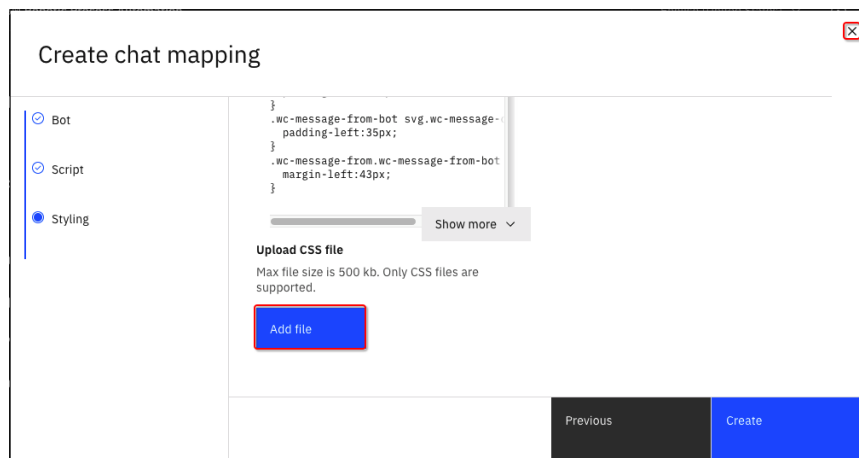 Create chat mapping
Bot
Script
Styling
}
.wc-message-from-bot svg.wc-message-
padding-left:35px;
}
.wc-message-from.wc-message-from-bot
margin-left:43px;
}
Show more
Upload CSS file
Max file size is 500 kb. Only CSS files are
supported.
Add file
Previous
Create